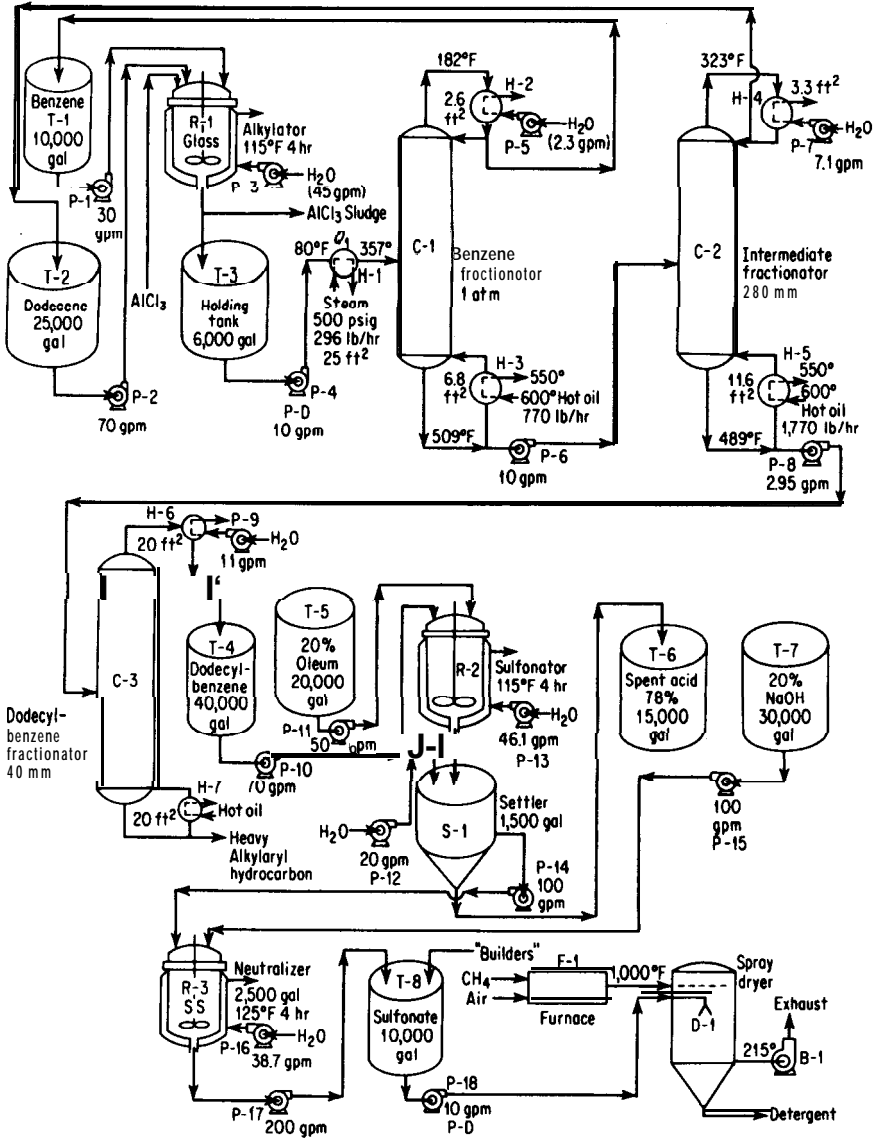 Benzene
T-1
10,000
gal
P-1
30
gpm
R-1
Glass
Alkylator
115°F 4 hr
P-3
H₂O
(45 gpm)
AlCl₃ Sludge
T-2
Dodecene
25,000
gal
P-2
70 gpm
AlCl₃
T-3
Holding
tank
6,000 gal
P-4
P-D
10 gpm
80°F
357°
H-1
Steam
500 psig
296 lb/hr
25 ft²
182°F
H-2
2.6
ft²
P-5
H₂O
(2.3 gpm)
C-1
Benzene
froctionotor
1 atm
H-3
6.8
ft²
550°
600° Hot oil
770 lb/hr
509°F
P-6
10 gpm
323°F
H-4
3.3 ft²
H₂O
P-7
7.1 gpm
C-2
Intermediate
fractionator
280 mm
H-5
11.6
ft²
550°
600°
Hot oil
1,770 lb/hr
489°F
P-8
2.95 gpm
H-6
20 ft²
P-9
H₂O
11 gpm
C-3
Dodecyl-
benzene
fractionator
40 mm
H-7
20 ft²
Hot oil
Heavy
Alkylaryl
hydrocarbon
T-4
Dodecyl-
benzene
40,000
gal
P-10
70 gpm
T-5
20%
Oleum
20,000
gal
P-11
50 gpm
R-2
Sulfonator
115°F 4 hr
H₂O
46.1 gpm
P-13
J-I
H₂O
20 gpm
P-12
S-1
Settler
1,500 gal
P-14
100
gpm
T-6
Spent acid
78%
15,000
gal
T-7
20%
NaOH
30,000
gal
100
gpm
P-15
R-3
S'S
Neutralizer
2,500 gal
125°F 4 hr
P-16
H₂O
38.7 gpm
P-17
200 gpm
T-8
Sulfonate
10,000
gal
"Builders"
P-18
10 gpm
P-D
CH₄
Air
F-1
Furnace
1,000°F
Spray
dryer
D-1
215°
Exhaust
B-1
Detergent